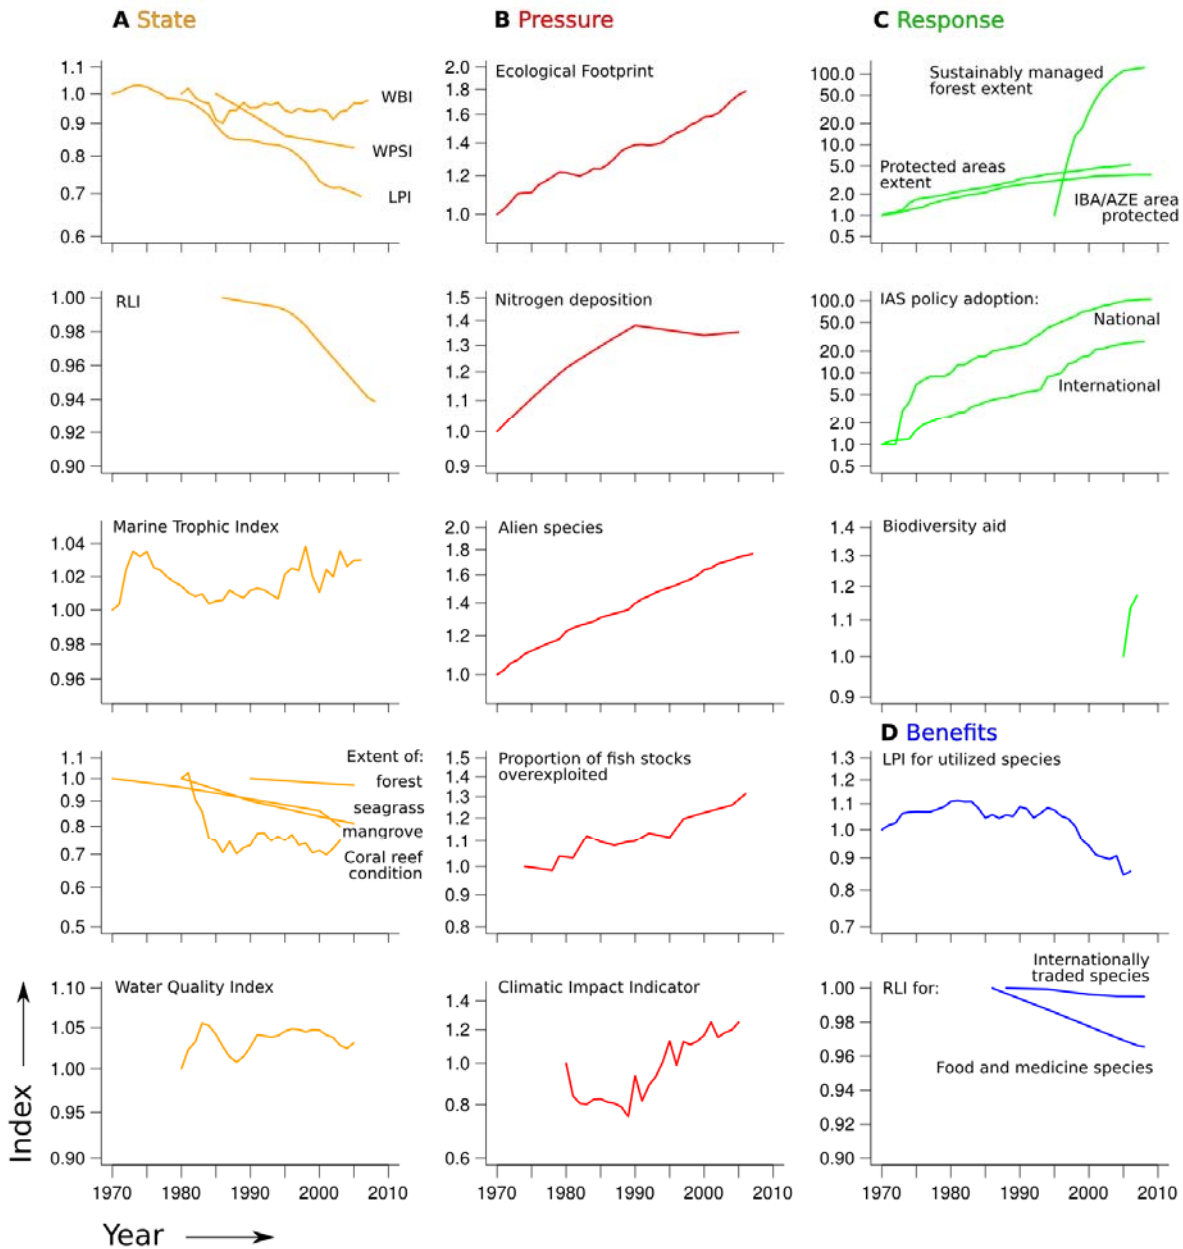 A State
1.1
1.0
0.9
0.8
0.7
0.6
WBI
WPSI
LPI
RLI
1.00
0.98
0.96
0.94
0.92
0.90
Marine Trophic Index
1.04
1.02
1.00
0.98
0.96
Extent of:
forest
seagrass
mangrove
Coral reef
condition
1.1
1.0
0.9
0.8
0.7
0.6
0.5
Water Quality Index
1.10
1.05
1.00
0.95
0.90
1970
1980
1990
2000
2010
B Pressure
Ecological Footprint
2.0
1.8
1.6
1.4
1.2
1.0
Nitrogen deposition
1.5
1.4
1.3
1.2
1.1
1.0
0.9
Alien species
2.0
1.8
1.6
1.4
1.2
1.0
Proportion of fish stocks
overexploited
1.5
1.4
1.3
1.2
1.1
1.0
0.9
0.8
Climatic Impact Indicator
1.4
1.2
1.0
0.8
0.6
1970
1980
1990
2000
2010
C Response
Sustainably managed
forest extent
Protected areas
extent
IBA/AZE area
protected
100.0
50.0
20.0
10.0
5.0
2.0
1.0
0.5
IAS policy adoption:
National
International
100.0
50.0
20.0
10.0
5.0
2.0
1.0
0.5
Biodiversity aid
1.4
1.3
1.2
1.1
1.0
0.9
D Benefits
LPI for utilized species
1.3
1.2
1.1
1.0
0.9
0.8
0.7
Internationally
traded species
RLI for:
Food and medicine species
1.00
0.98
0.96
0.94
0.92
0.90
1970
1980
1990
2000
2010
Index
Year